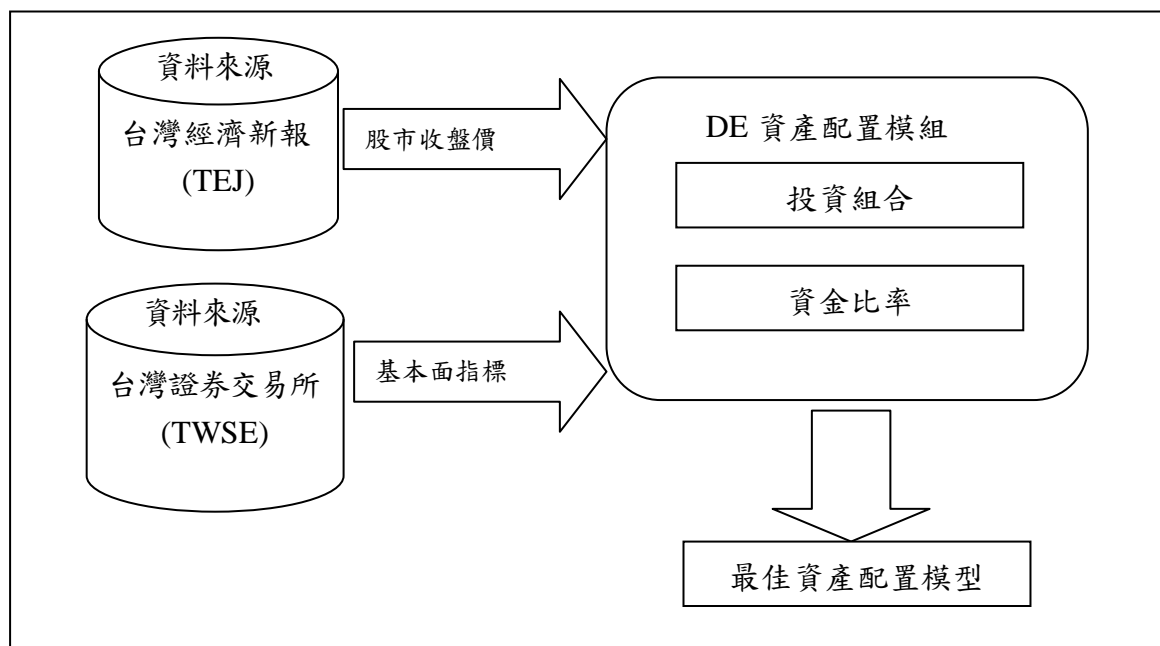 資料來源
台灣經濟新報
(TEJ)
股市收盤價
資料來源
台灣證券交易所
(TWSE)
基本面指標
DE 資產配置模組
投資組合
資金比率
最佳資產配置模型